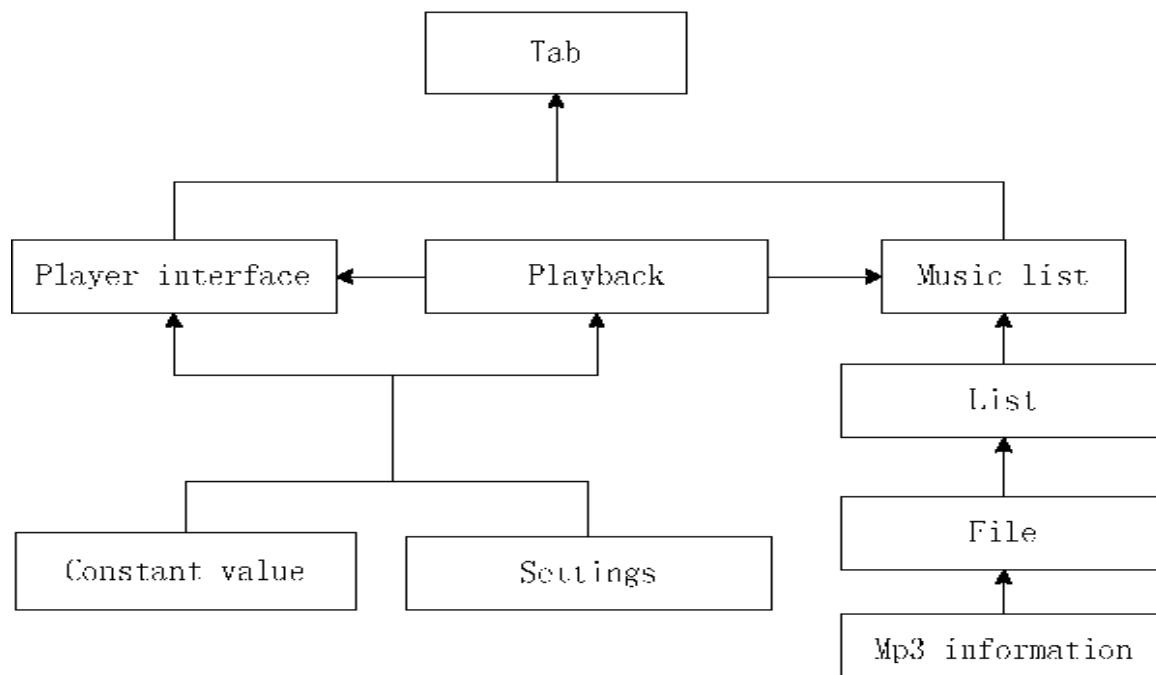 Tab
Player interface
Playback
Music list
List
File
Constant value
Settings
Mp3 information